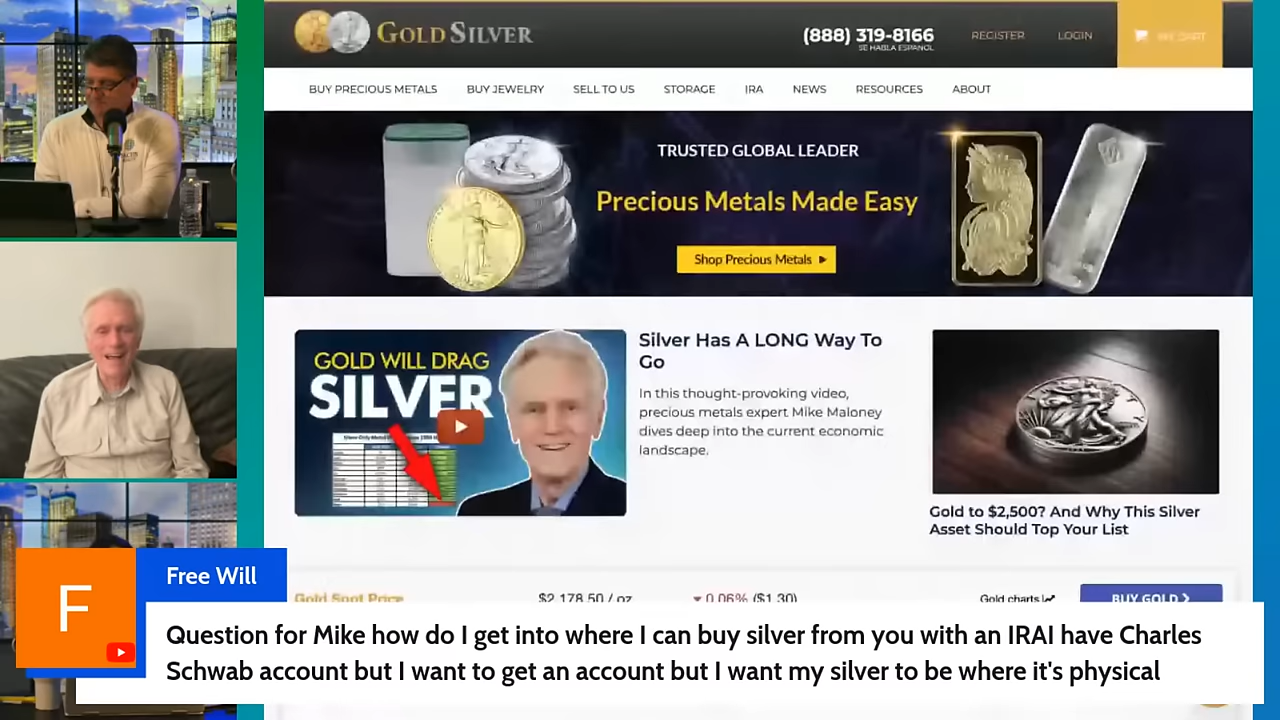 GOLD SILVER
(888) 319-8166
SE HABLA ESPANOL
REGISTER
LOGIN
MY CART
BUY PRECIOUS METALS
BUY JEWELRY
SELL TO US
STORAGE
IRA
NEWS
RESOURCES
ABOUT
TRUSTED GLOBAL LEADER
Precious Metals Made Easy
Shop Precious Metals
GOLD WILL DRAG
SILVER
Silver Has A LONG Way To
Go
In this thought-provoking video,
precious metals expert Mike Maloney
dives deep into the current economic
landscape.
Gold to $2,500? And Why This Silver
Asset Should Top Your List
Gold Spot Price
$2,178.50 / oz
0.06% ($1.30)
Gold charts
BUY GOLD
F
Free Will
Question for Mike how do I get into where I can buy silver from you with an IRAI have Charles
Schwab account but I want to get an account but I want my silver to be where it's physical